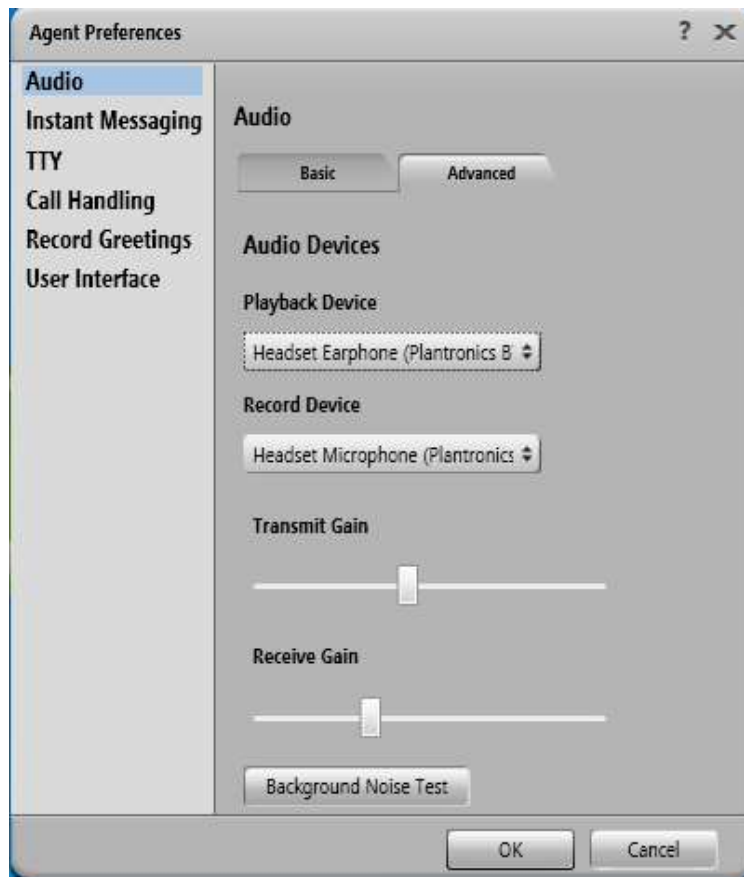 Agent Preferences ?
Audio
Instant Messaging
TTY
Call Handling
Record Greetings
User Interface
Audio
Basic Advanced
Audio Devices
Playback Device
Headset Earphone (Plantronics B
Record Device
Headset Microphone (Plantronics
Transmit Gain
Receive Gain
Background Noise Test
OK Cancel